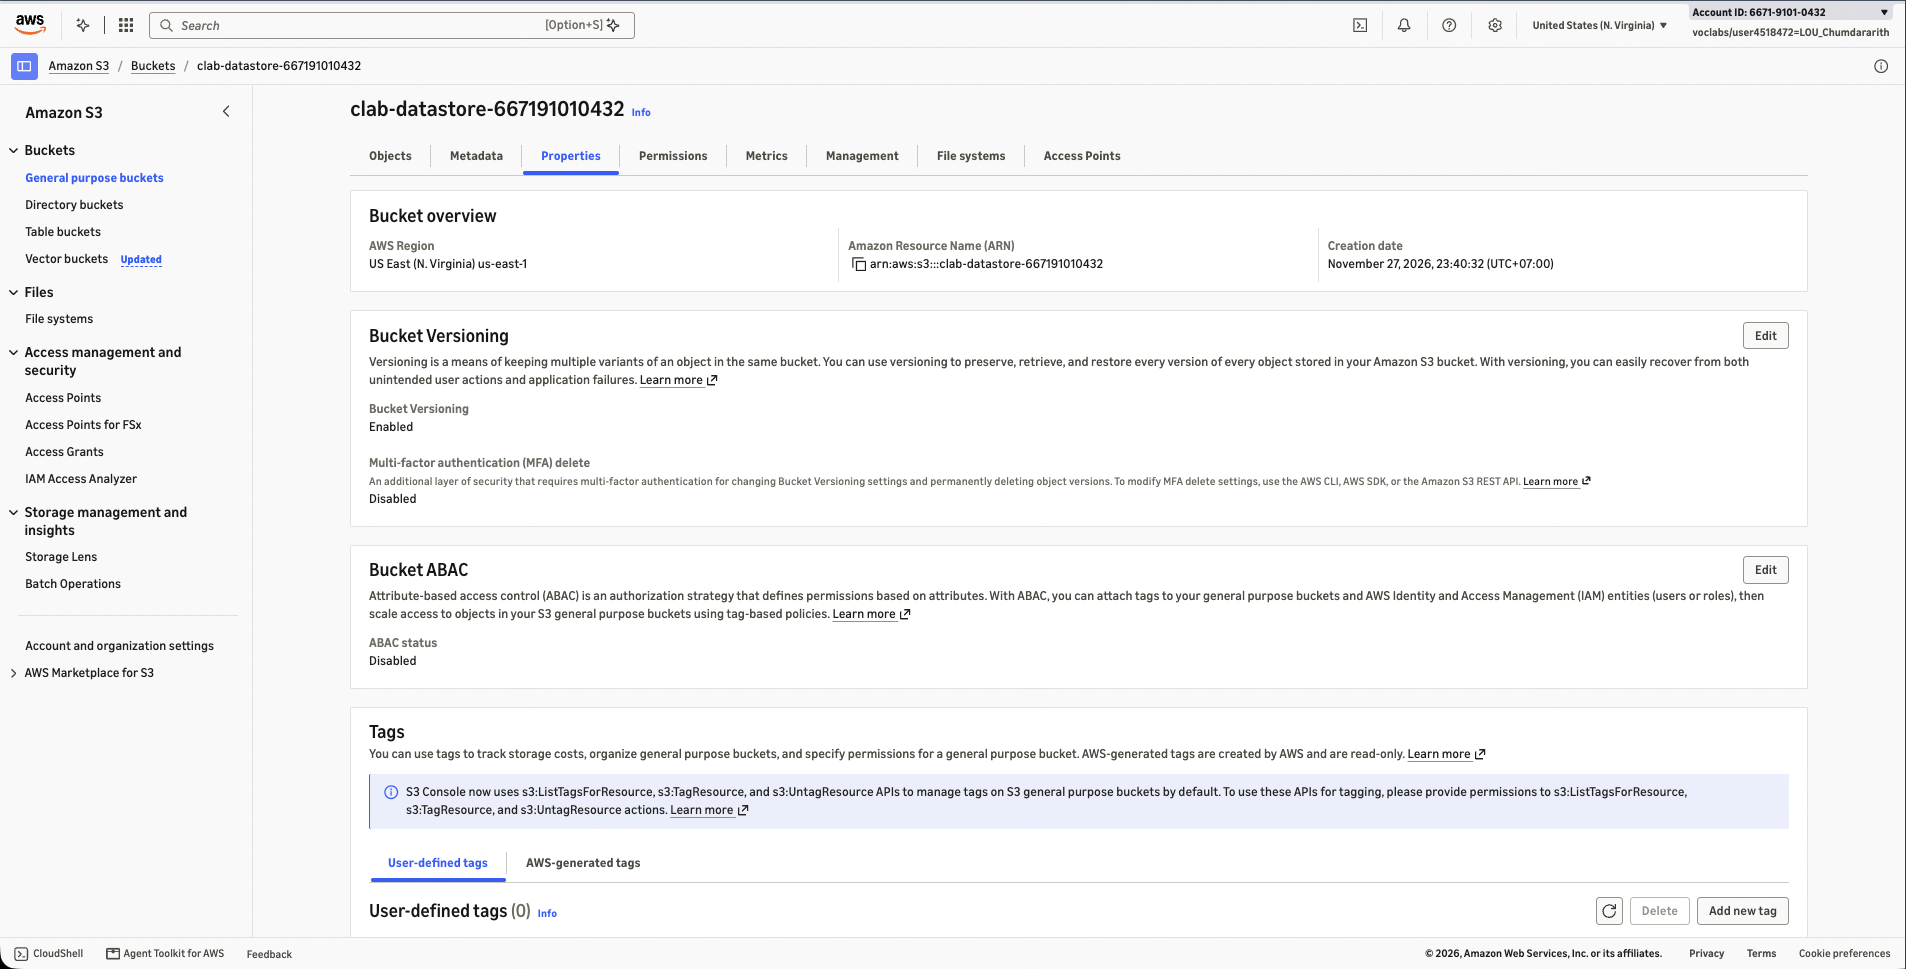 aws
Search
[Option+S]
United States (N. Virginia)
Account ID: 6671-9101-0432
voclabs/user4518472=LOU_Chumdararith
Amazon S3 / Buckets / clab-datastore-667191010432
Amazon S3
Buckets
General purpose buckets
Directory buckets
Table buckets
Vector buckets Updated
Files
File systems
Access management and
security
Access Points
Access Points for FSx
Access Grants
IAM Access Analyzer
Storage management and
insights
Storage Lens
Batch Operations
Account and organization settings
AWS Marketplace for S3
clab-datastore-667191010432 Info
Objects Metadata Properties Permissions Metrics Management File systems Access Points
Bucket overview
AWS Region
US East (N. Virginia) us-east-1
Amazon Resource Name (ARN)
arn:aws:s3:::clab-datastore-667191010432
Creation date
November 27, 2026, 23:40:32 (UTC+07:00)
Bucket Versioning
Edit
Versioning is a means of keeping multiple variants of an object in the same bucket. You can use versioning to preserve, retrieve, and restore every version of every object stored in your Amazon S3 bucket. With versioning, you can easily recover from both
unintended user actions and application failures. Learn more
Bucket Versioning
Enabled
Multi-factor authentication (MFA) delete
An additional layer of security that requires multi-factor authentication for changing Bucket Versioning settings and permanently deleting object versions. To modify MFA delete settings, use the AWS CLI, AWS SDK, or the Amazon S3 REST API. Learn more
Disabled
Bucket ABAC
Edit
Attribute-based access control (ABAC) is an authorization strategy that defines permissions based on attributes. With ABAC, you can attach tags to your general purpose buckets and AWS Identity and Access Management (IAM) entities (users or roles), then
scale access to objects in your S3 general purpose buckets using tag-based policies. Learn more
ABAC status
Disabled
Tags
You can use tags to track storage costs, organize general purpose buckets, and specify permissions for a general purpose bucket. AWS-generated tags are created by AWS and are read-only. Learn more
S3 Console now uses s3:ListTagsForResource, s3:TagResource, and s3:UntagResource APIs to manage tags on S3 general purpose buckets by default. To use these APIs for tagging, please provide permissions to s3:ListTagsForResource,
s3:TagResource, and s3:UntagResource actions. Learn more
User-defined tags AWS-generated tags
User-defined tags (0) Info
Delete
Add new tag
CloudShell Agent Toolkit for AWS Feedback
© 2026, Amazon Web Services, Inc. or its affiliates. Privacy Terms Cookie preferences